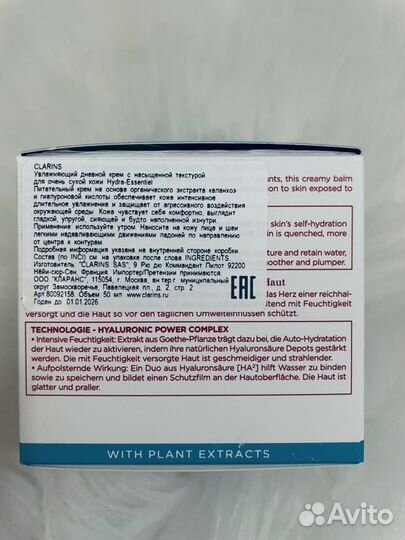 CLARINS
Увлажняющий дневной крем с насыщенной текстурой
для очень сухой кожи Hydra-Essentiel
Питательный крем на основе органического экстракта каланхоэ
и гиалуроновой кислоты обеспечивает коже интенсивное
длительное увлажнение и защищает от агрессивного воздействия
окружающей среды. Кожа чувствует себя комфортно, выглядит
гладкой, упругой, сияющей и будто наполненной изнутри.
Применение: используйте утром. Наносите на кожу лица и шеи
легкими надавливающими движениями ладоней по направлению
от центра к контурам
Подробная информация указана на внутренней стороне коробки.
Состав (по INCI) см. на упаковке после слова INGREDIENTS.
Изготовитель "CLARINS SAS", 9 Рю дю Коммандант Пилот 92200
Нёйи-сюр-Сен, Франция Импортер/Претензии принимаются:
ООО "КЛАРАНС", 115054, г. Москва, вн.тер.г. муниципальный
округ Замоскворечье, Павелецкая пл., д. 2, стр. 2
Арт.80092158 Объем 50 мл www.clarins.ru
Годен до 01.01.2026
EAC
ants, this creamy balm
on to skin exposed to
skin's self-hydration
n is quenched, more
ture and retain water,
oother and plumper.
Haut
das Herz einer reichhal-
tend mit Feuchtigkeit
versorgt und die Haut so vor den täglichen Umwelteinflüssen schützt.
TECHNOLOGIE - HYALURONIC POWER COMPLEX
• Intensive Feuchtigkeit: Extrakt aus Goethe-Pflanze trägt dazu bei, die Auto-Hydratation
der Haut wieder zu aktivieren, indem ihre natürlichen Hyaluronsäure Depots gestärkt
werden. Die mit Feuchtigkeit versorgte Haut ist geschmeidiger und strahlender.
• Aufpolsternde Wirkung: Ein Duo aus Hyaluronsäure [HA²] hilft Wasser zu binden
sowie zu speichern und bildet einen Schutzfilm an der Hautoberfläche. Die Haut ist
glatter und praller.
WITH PLANT EXTRACTS
Avito